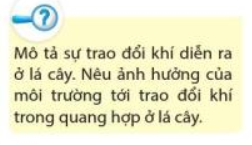 ?
Mô tả sự trao đổi khí diễn ra
ở lá cây. Nêu ảnh hưởng của
môi trường tới trao đổi khí
trong quang hợp ở lá cây.